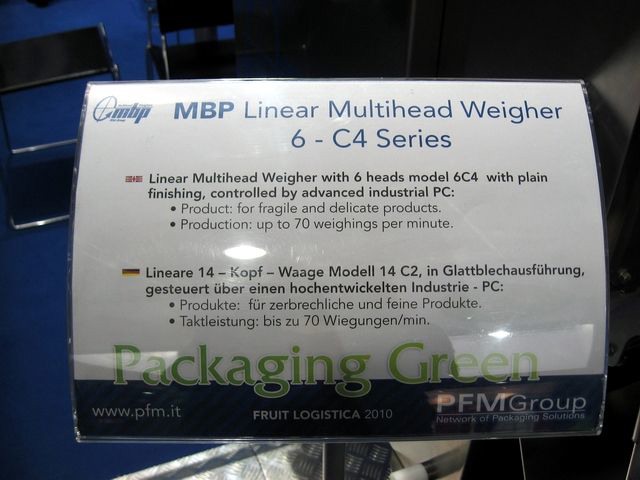 mbp
MBP Linear Multihead Weigher
6 - C4 Series
Linear Multihead Weigher with 6 heads model 6C4 with plain
finishing, controlled by advanced industrial PC:
• Product: for fragile and delicate products.
• Production: up to 70 weighings per minute.
Lineare 14 – Kopf – Waage Modell 14 C2, in Glattblechausführung,
gesteuert über einen hochentwickelten Industrie - PC:
• Produkte: für zerbrechliche und feine Produkte.
• Taktleistung: bis zu 70 Wiegungen/min.
Packaging Green
www.pfm.it
FRUIT LOGISTICA 2010
PFMGroup
Network of Packaging Solutions